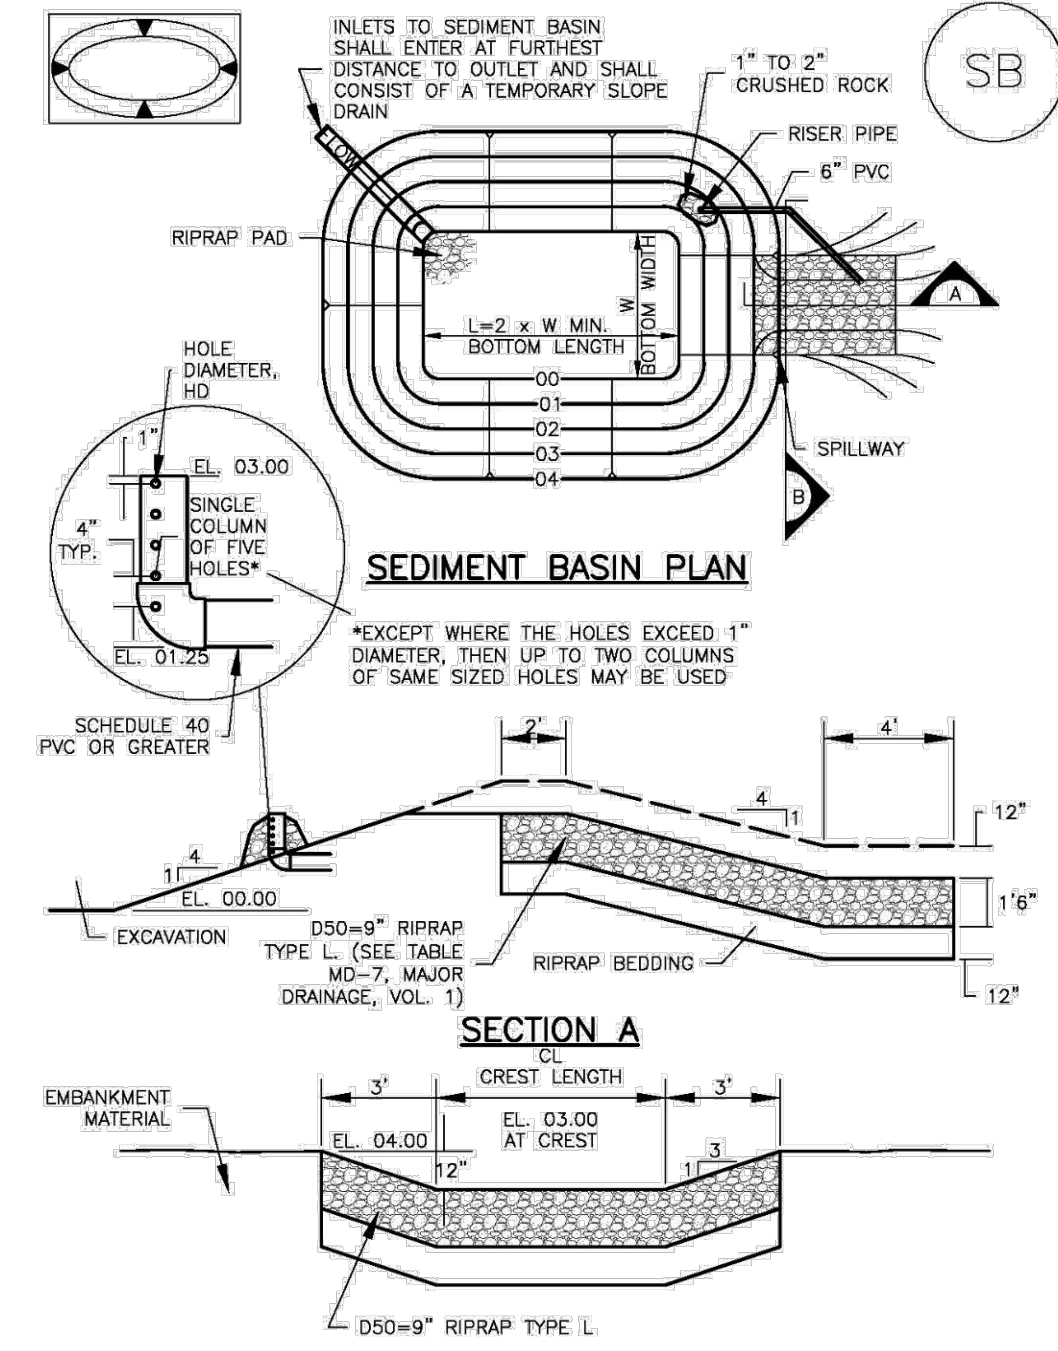 INLETS TO SEDIMENT BASIN
SHALL ENTER AT FURTHEST
DISTANCE TO OUTLET AND SHALL
CONSIST OF A TEMPORARY SLOPE
DRAIN
1" TO 2"
CRUSHED ROCK
SB
RISER PIPE
6" PVC
FLOW
RIPRAP PAD
W
BOTTOM WIDTH
A
L=2 x W MIN.
BOTTOM LENGTH
00
01
02
03
04
SPILLWAY
B
HOLE
DIAMETER,
HD
1"
EL. 03.00
4"
TYP.
SINGLE
COLUMN
OF FIVE
HOLES*
EL. 01.25
SEDIMENT BASIN PLAN
*EXCEPT WHERE THE HOLES EXCEED 1"
DIAMETER, THEN UP TO TWO COLUMNS
OF SAME SIZED HOLES MAY BE USED
SCHEDULE 40
PVC OR GREATER
2'
4'
4
1
12"
4
1
EL. 00.00
EXCAVATION
1'6"
D50=9" RIPRAP
TYPE L. (SEE TABLE
MD-7, MAJOR
DRAINAGE, VOL. 1)
RIPRAP BEDDING
12"
SECTION A
CL
CREST LENGTH
3'
3'
EMBANKMENT
MATERIAL
EL. 04.00
EL. 03.00
AT CREST
12"
3
1
D50=9" RIPRAP TYPE L